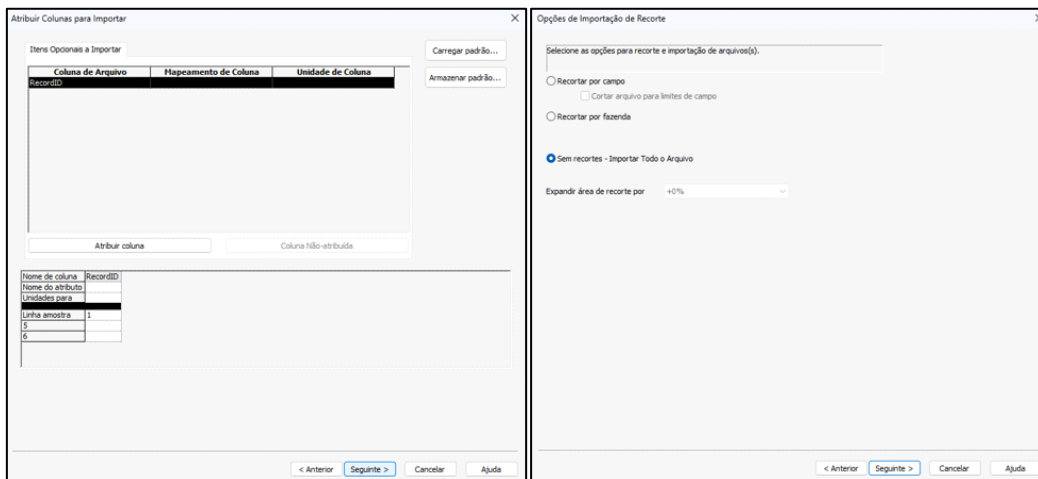 Atribuir Colunas para Importar
Itens Opcionais a Importar
Carregar padrão...
Armazenar padrão...
Coluna de Arquivo Mapeamento de Coluna Unidade de Coluna
RecordID
Atribuir coluna Coluna Não-atribuída
Nome de coluna RecordID
Nome do atributo
Unidades para
Linha amostra 1
5
6
< Anterior Seguinte > Cancelar Ajuda
Opções de Importação de Recorte
Selecione as opções para recorte e importação de arquivos(s).
Recortar por campo
Cortar arquivo para limites de campo
Recortar por fazenda
Sem recortes - Importar Todo o Arquivo
Expandir área de recorte por +0%
< Anterior Seguinte > Cancelar Ajuda